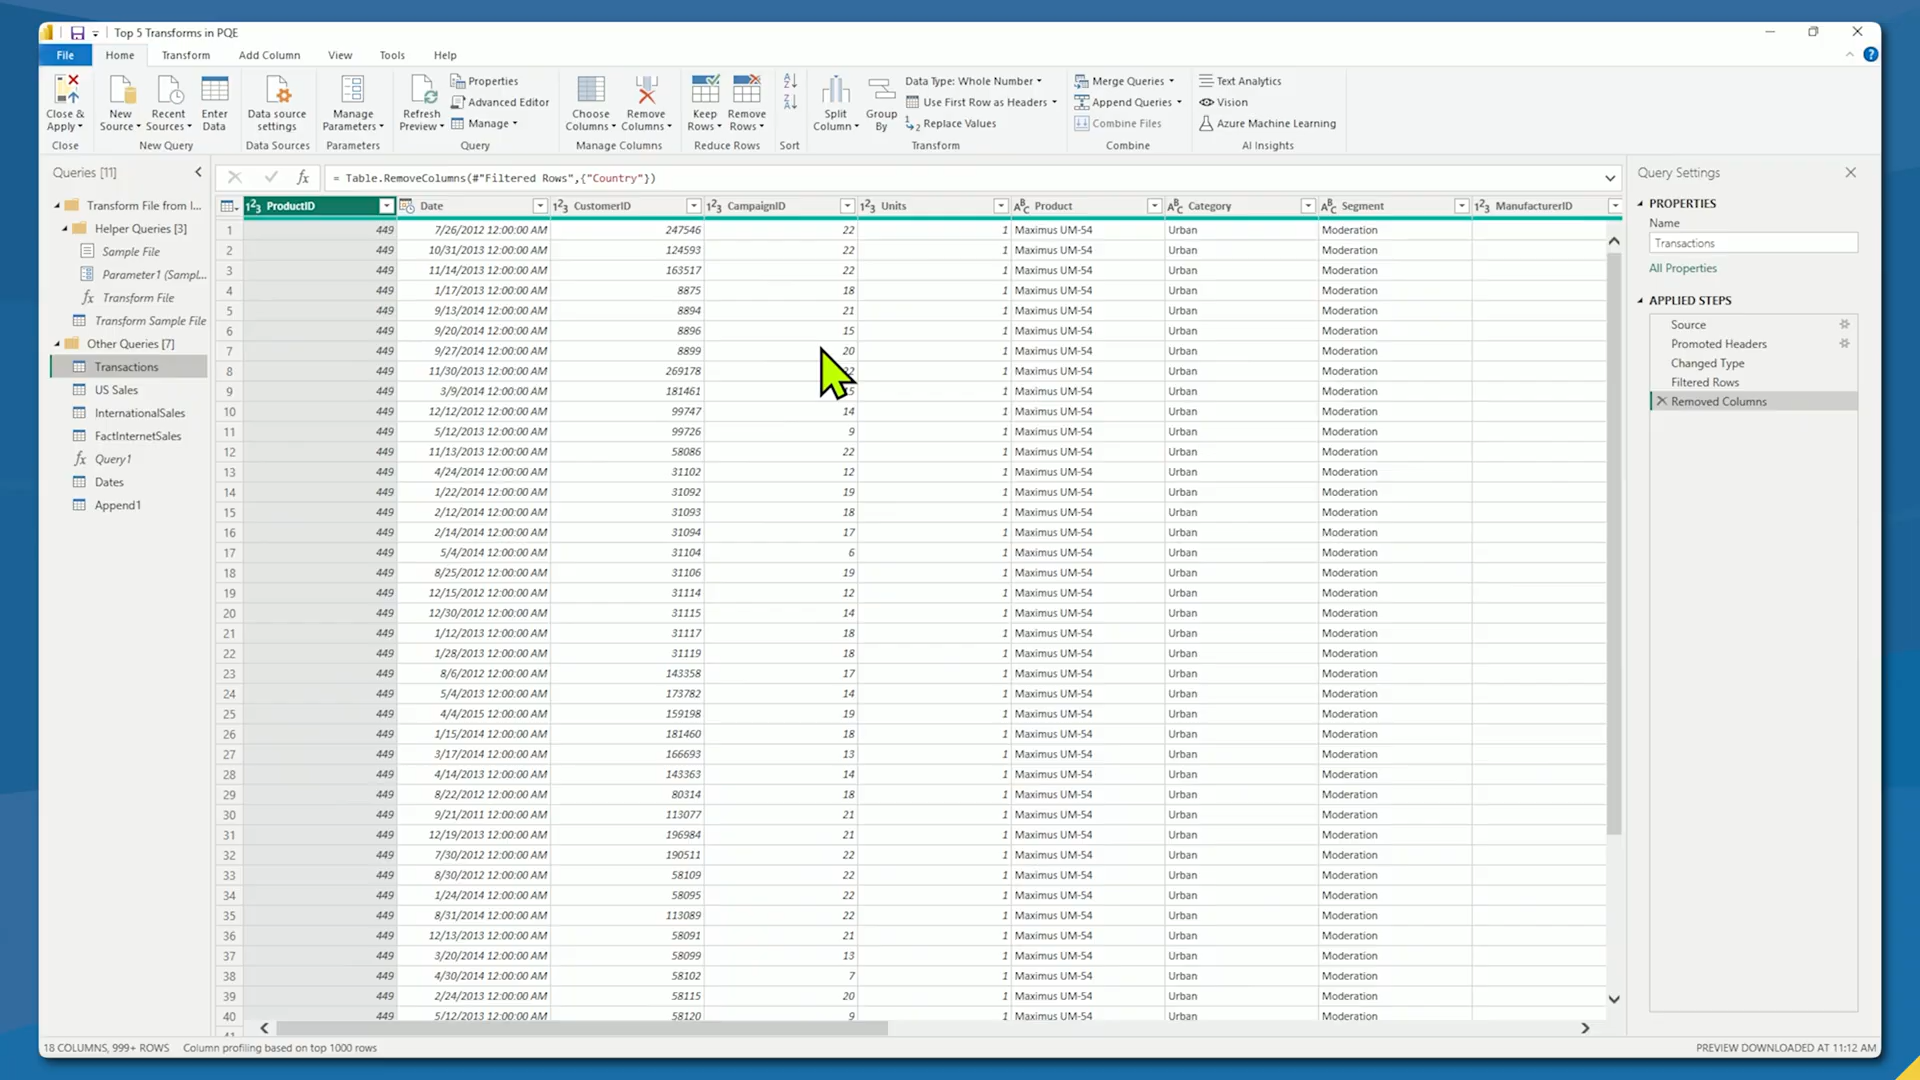 Top 5 Transforms in PQE
File Home Transform Add Column View Tools Help
Close & Apply
New Source
Recent Sources
Enter Data
Data source settings
Manage Parameters
Refresh Preview
Properties
Advanced Editor
Manage
Choose Columns
Remove Columns
Keep Rows
Remove Rows
Split Column
Group By
Data Type: Whole Number
Use First Row as Headers
Replace Values
Merge Queries
Append Queries
Combine Files
Text Analytics
Vision
Azure Machine Learning
Close New Query Data Sources Parameters Query Manage Columns Reduce Rows Sort Transform Combine AI Insights
Queries [11]
Transform File from I...
Helper Queries [3]
Sample File
Parameter1 (Sampl...
Transform File
Transform Sample File
Other Queries [7]
Transactions
US Sales
InternationalSales
FactInternetSales
Query1
Dates
Append1
= Table.RemoveColumns(#"Filtered Rows",{"Country"})
ProductID Date CustomerID CampaignID Units Product Category Segment ManufacturerID
1 449 7/26/2012 12:00:00 AM 247546 22 1 Maximus UM-54 Urban Moderation
2 449 10/31/2013 12:00:00 AM 124593 22 1 Maximus UM-54 Urban Moderation
3 449 11/14/2013 12:00:00 AM 163517 22 1 Maximus UM-54 Urban Moderation
4 449 1/17/2013 12:00:00 AM 8875 18 1 Maximus UM-54 Urban Moderation
5 449 9/13/2014 12:00:00 AM 8894 21 1 Maximus UM-54 Urban Moderation
6 449 9/20/2014 12:00:00 AM 8896 15 1 Maximus UM-54 Urban Moderation
7 449 9/27/2014 12:00:00 AM 8899 20 1 Maximus UM-54 Urban Moderation
8 449 11/30/2013 12:00:00 AM 269178 22 1 Maximus UM-54 Urban Moderation
9 449 3/9/2014 12:00:00 AM 181461 1 Maximus UM-54 Urban Moderation
10 449 12/12/2012 12:00:00 AM 99747 14 1 Maximus UM-54 Urban Moderation
11 449 5/12/2013 12:00:00 AM 99726 9 1 Maximus UM-54 Urban Moderation
12 449 11/13/2013 12:00:00 AM 58086 22 1 Maximus UM-54 Urban Moderation
13 449 4/24/2014 12:00:00 AM 31102 12 1 Maximus UM-54 Urban Moderation
14 449 1/22/2014 12:00:00 AM 31092 19 1 Maximus UM-54 Urban Moderation
15 449 2/12/2013 12:00:00 AM 31093 18 1 Maximus UM-54 Urban Moderation
16 449 2/14/2013 12:00:00 AM 31094 17 1 Maximus UM-54 Urban Moderation
17 449 5/4/2014 12:00:00 AM 31104 6 1 Maximus UM-54 Urban Moderation
18 449 8/25/2012 12:00:00 AM 31106 19 1 Maximus UM-54 Urban Moderation
19 449 12/15/2012 12:00:00 AM 31114 12 1 Maximus UM-54 Urban Moderation
20 449 12/30/2012 12:00:00 AM 31115 14 1 Maximus UM-54 Urban Moderation
21 449 1/12/2013 12:00:00 AM 31117 18 1 Maximus UM-54 Urban Moderation
22 449 1/28/2013 12:00:00 AM 31119 18 1 Maximus UM-54 Urban Moderation
23 449 8/6/2012 12:00:00 AM 143358 17 1 Maximus UM-54 Urban Moderation
24 449 5/4/2013 12:00:00 AM 173782 14 1 Maximus UM-54 Urban Moderation
25 449 4/4/2015 12:00:00 AM 159198 19 1 Maximus UM-54 Urban Moderation
26 449 1/15/2014 12:00:00 AM 181460 18 1 Maximus UM-54 Urban Moderation
27 449 3/17/2014 12:00:00 AM 166693 13 1 Maximus UM-54 Urban Moderation
28 449 4/14/2013 12:00:00 AM 143363 14 1 Maximus UM-54 Urban Moderation
29 449 8/22/2012 12:00:00 AM 80314 18 1 Maximus UM-54 Urban Moderation
30 449 9/21/2011 12:00:00 AM 113077 21 1 Maximus UM-54 Urban Moderation
31 449 12/19/2013 12:00:00 AM 196984 21 1 Maximus UM-54 Urban Moderation
32 449 7/30/2012 12:00:00 AM 190511 22 1 Maximus UM-54 Urban Moderation
33 449 8/30/2012 12:00:00 AM 58109 22 1 Maximus UM-54 Urban Moderation
34 449 1/24/2014 12:00:00 AM 58095 22 1 Maximus UM-54 Urban Moderation
35 449 8/31/2014 12:00:00 AM 113089 22 1 Maximus UM-54 Urban Moderation
36 449 12/13/2013 12:00:00 AM 58091 21 1 Maximus UM-54 Urban Moderation
37 449 3/20/2014 12:00:00 AM 58099 13 1 Maximus UM-54 Urban Moderation
38 449 4/30/2014 12:00:00 AM 58102 7 1 Maximus UM-54 Urban Moderation
39 449 2/24/2013 12:00:00 AM 58115 20 1 Maximus UM-54 Urban Moderation
40 449 5/12/2013 12:00:00 AM 58120 9 1 Maximus UM-54 Urban Moderation
Query Settings
PROPERTIES
Name
Transactions
All Properties
APPLIED STEPS
Source
Promoted Headers
Changed Type
Filtered Rows
Removed Columns
18 COLUMNS, 999+ ROWS Column profiling based on top 1000 rows
PREVIEW DOWNLOADED AT 11:12 AM